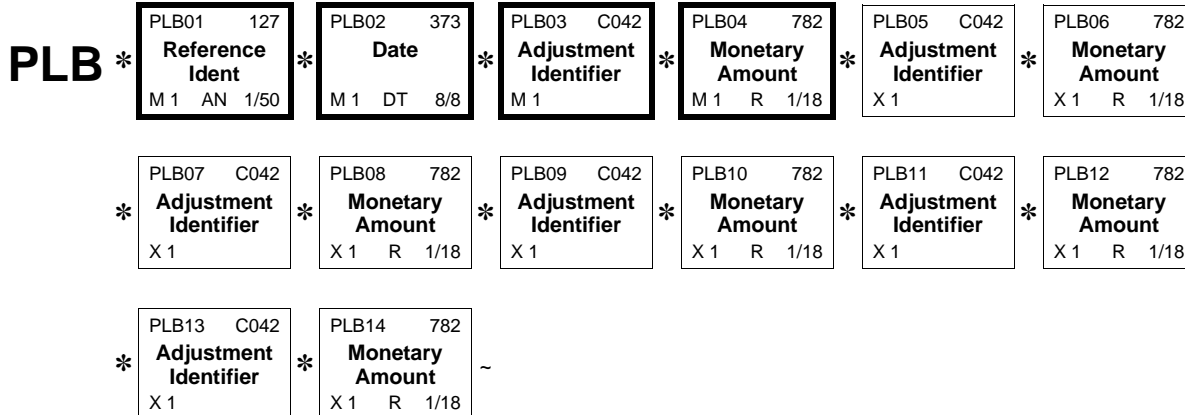 PLB01 127 PLB02 373 PLB03 C042 PLB04 782 PLB05 C042 PLB06 782
PLB * Reference Ident * Date * Adjustment Identifier * Monetary Amount * Adjustment Identifier * Monetary Amount
M 1 AN 1/50 M 1 DT 8/8 M 1 M 1 R 1/18 X 1 X 1 R 1/18
PLB07 C042 PLB08 782 PLB09 C042 PLB10 782 PLB11 C042 PLB12 782
* Adjustment Identifier * Monetary Amount * Adjustment Identifier * Monetary Amount * Adjustment Identifier * Monetary Amount
X 1 X 1 R 1/18 X 1 X 1 R 1/18 X 1 X 1 R 1/18
PLB13 C042 PLB14 782
* Adjustment Identifier * Monetary Amount ~
X 1 X 1 R 1/18